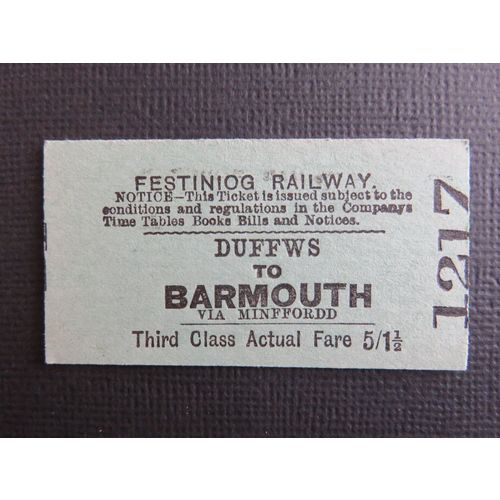 FESTINIOG RAILWAY.
NOTICE—This Ticket is issued subject to the
conditions and regulations in the Companys
Time Tables Books Bills and Notices.
DUFFWS
TO
BARMOUTH
VIA MINFFORDD
Third Class Actual Fare 5/1½
1217